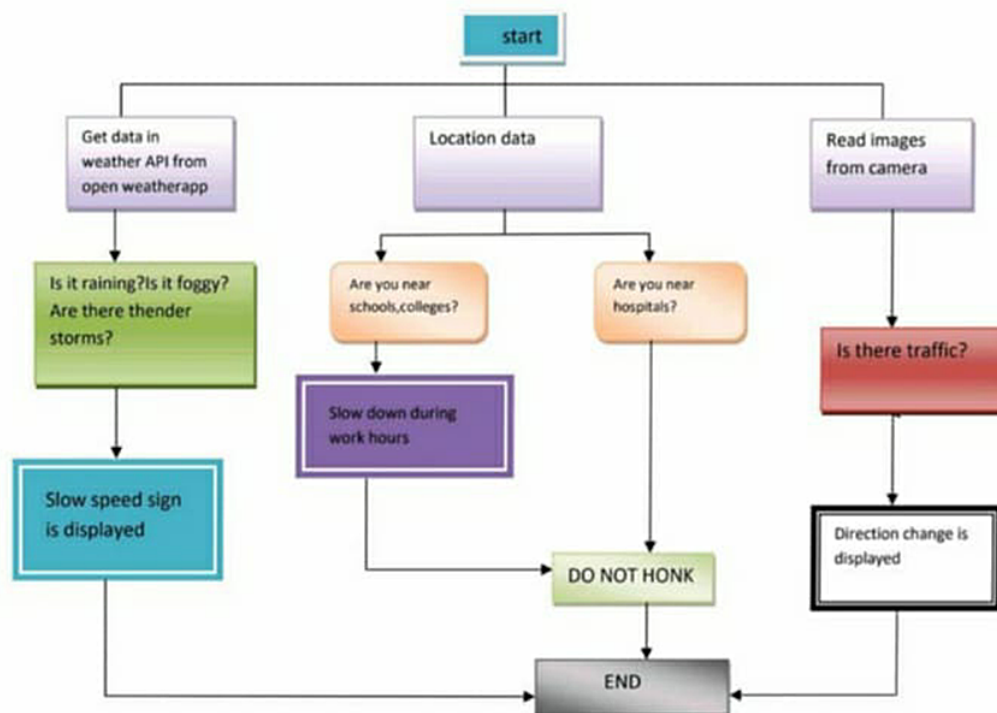 start
Get data in
weather API from
open weatherapp
Location data
Read images
from camera
Is it raining?Is it foggy?
Are there thender
storms?
Are you near
schools,colleges?
Are you near
hospitals?
Is there traffic?
Slow down during
work hours
Slow speed sign
is displayed
Direction change is
displayed
DO NOT HONK
END